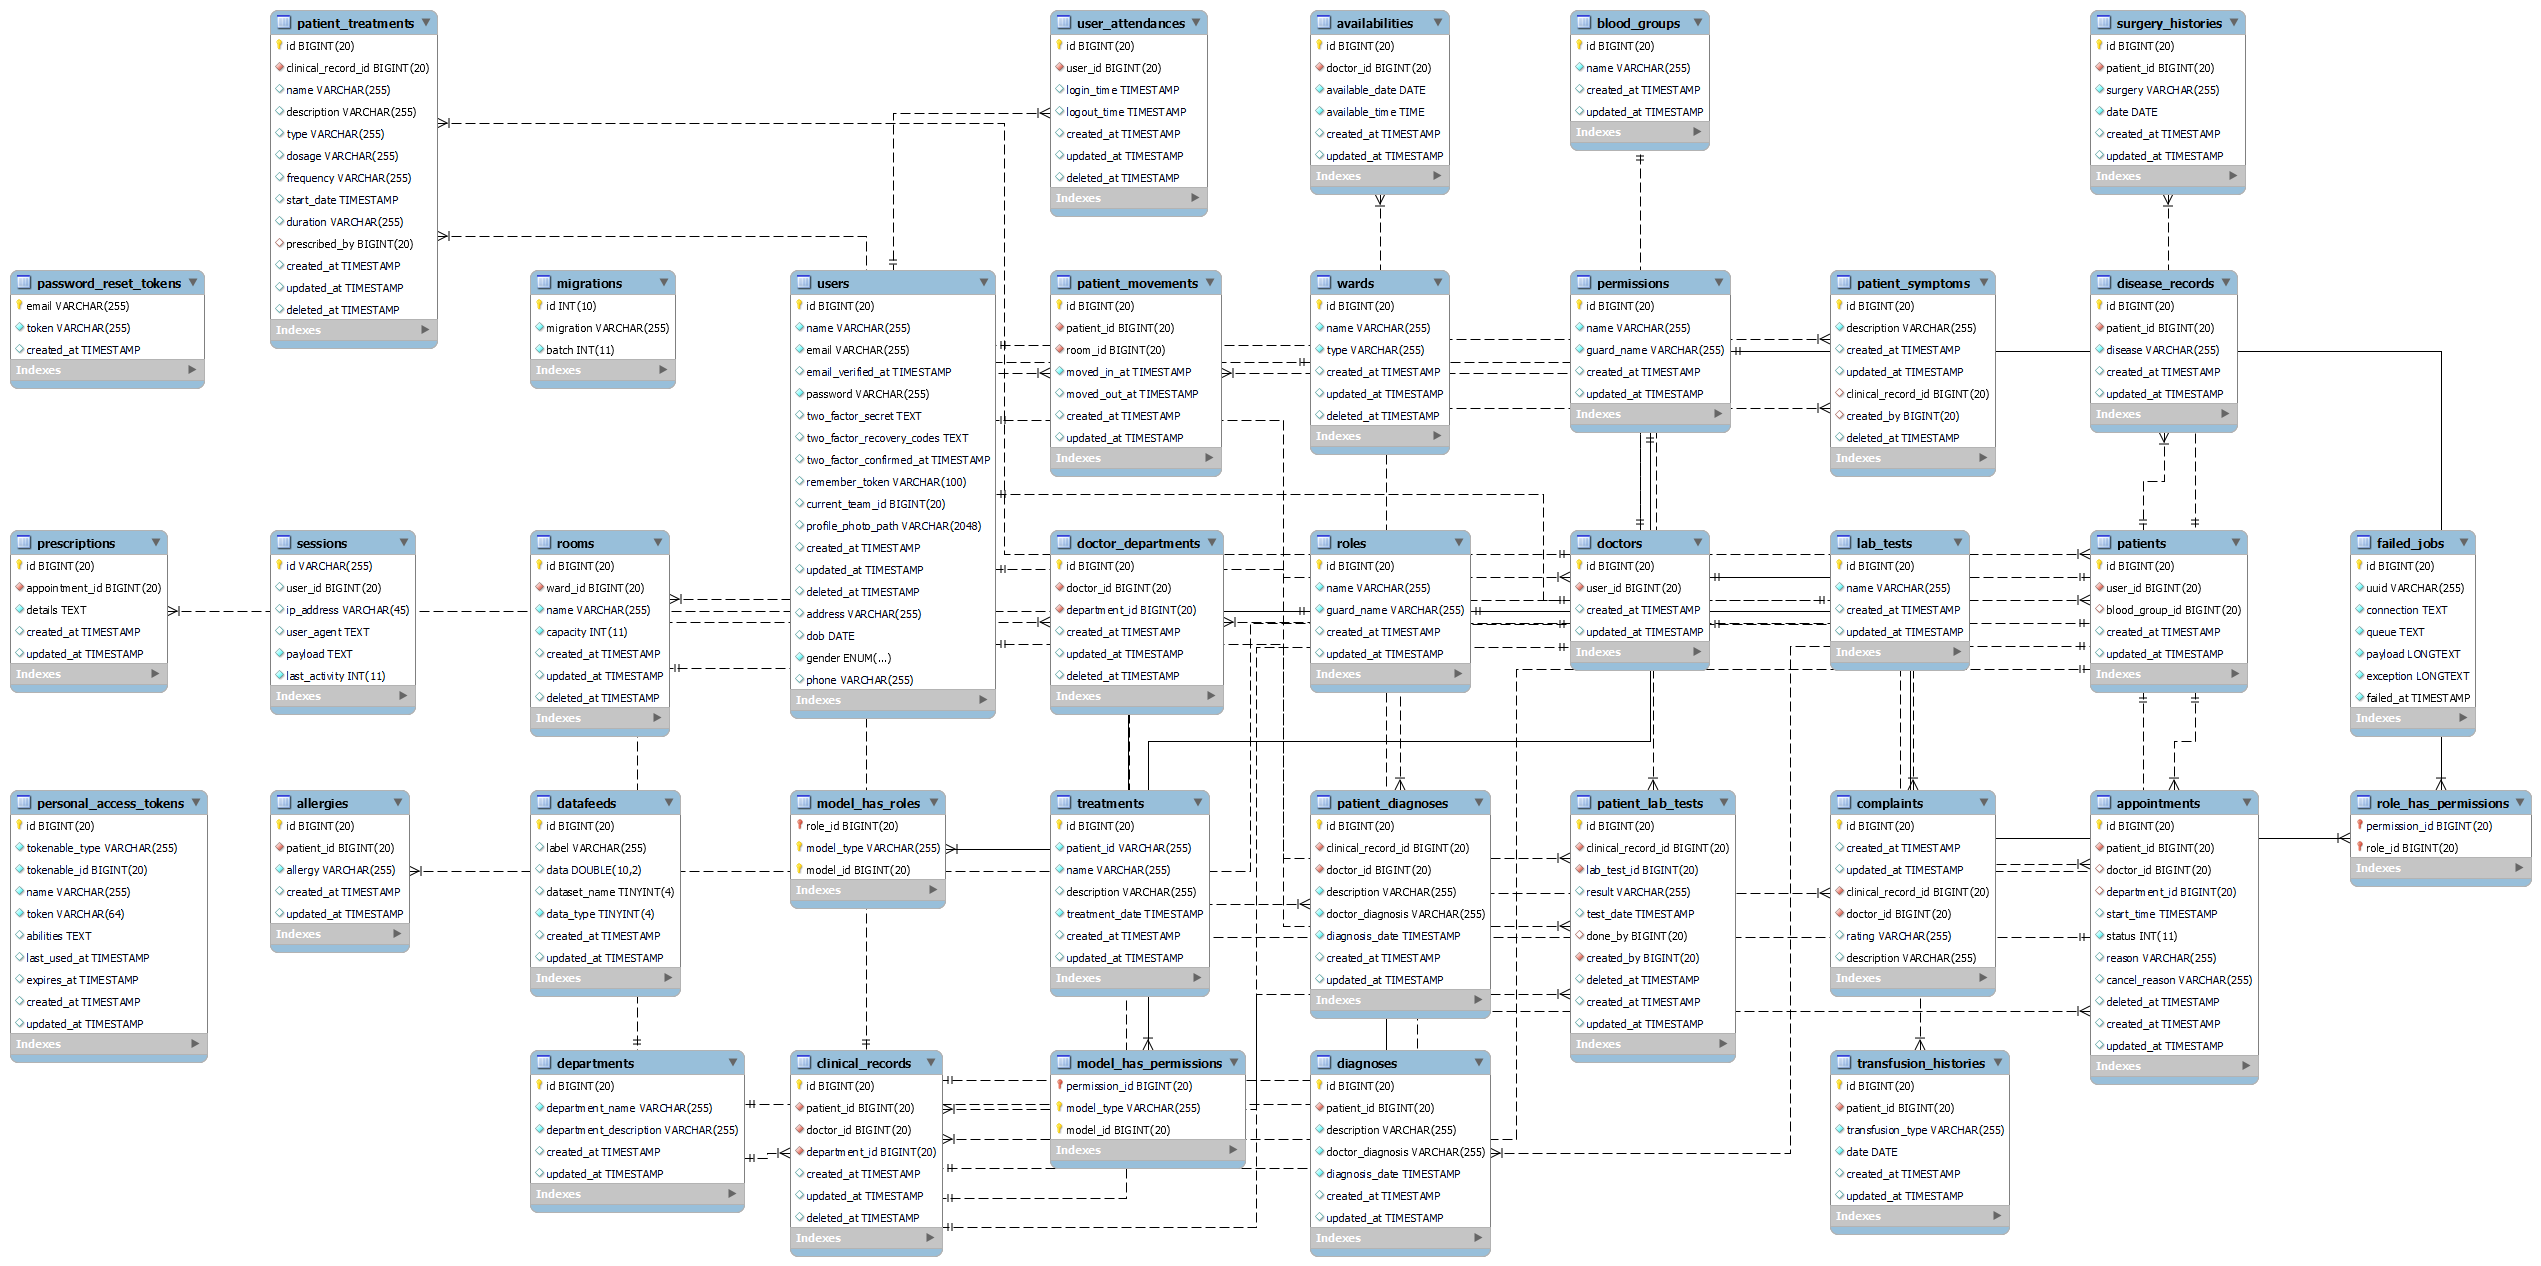 patient_treatments
id BIGINT(20)
clinical_record_id BIGINT(20)
name VARCHAR(255)
description VARCHAR(255)
type VARCHAR(255)
dosage VARCHAR(255)
frequency VARCHAR(255)
start_date TIMESTAMP
duration VARCHAR(255)
prescribed_by BIGINT(20)
created_at TIMESTAMP
updated_at TIMESTAMP
deleted_at TIMESTAMP
Indexes
user_attendances
id BIGINT(20)
user_id BIGINT(20)
login_time TIMESTAMP
logout_time TIMESTAMP
created_at TIMESTAMP
updated_at TIMESTAMP
deleted_at TIMESTAMP
Indexes
availabilities
id BIGINT(20)
doctor_id BIGINT(20)
available_date DATE
available_time TIME
created_at TIMESTAMP
updated_at TIMESTAMP
Indexes
blood_groups
id BIGINT(20)
name VARCHAR(255)
created_at TIMESTAMP
updated_at TIMESTAMP
Indexes
surgery_histories
id BIGINT(20)
patient_id BIGINT(20)
surgery VARCHAR(255)
date DATE
created_at TIMESTAMP
updated_at TIMESTAMP
Indexes
password_reset_tokens
email VARCHAR(255)
token VARCHAR(255)
created_at TIMESTAMP
Indexes
migrations
id INT(10)
migration VARCHAR(255)
batch INT(11)
Indexes
users
id BIGINT(20)
name VARCHAR(255)
email VARCHAR(255)
email_verified_at TIMESTAMP
password VARCHAR(255)
two_factor_secret TEXT
two_factor_recovery_codes TEXT
two_factor_confirmed_at TIMESTAMP
remember_token VARCHAR(100)
current_team_id BIGINT(20)
profile_photo_path VARCHAR(2048)
created_at TIMESTAMP
updated_at TIMESTAMP
deleted_at TIMESTAMP
address VARCHAR(255)
dob DATE
gender ENUM(...)
phone VARCHAR(255)
Indexes
patient_movements
id BIGINT(20)
patient_id BIGINT(20)
room_id BIGINT(20)
moved_in_at TIMESTAMP
moved_out_at TIMESTAMP
created_at TIMESTAMP
updated_at TIMESTAMP
Indexes
wards
id BIGINT(20)
name VARCHAR(255)
type VARCHAR(255)
created_at TIMESTAMP
updated_at TIMESTAMP
deleted_at TIMESTAMP
Indexes
permissions
id BIGINT(20)
name VARCHAR(255)
guard_name VARCHAR(255)
created_at TIMESTAMP
updated_at TIMESTAMP
Indexes
patient_symptoms
id BIGINT(20)
description VARCHAR(255)
created_at TIMESTAMP
updated_at TIMESTAMP
clinical_record_id BIGINT(20)
created_by BIGINT(20)
deleted_at TIMESTAMP
Indexes
disease_records
id BIGINT(20)
patient_id BIGINT(20)
disease VARCHAR(255)
created_at TIMESTAMP
updated_at TIMESTAMP
Indexes
prescriptions
id BIGINT(20)
appointment_id BIGINT(20)
details TEXT
created_at TIMESTAMP
updated_at TIMESTAMP
Indexes
sessions
id VARCHAR(255)
user_id BIGINT(20)
ip_address VARCHAR(45)
user_agent TEXT
payload TEXT
last_activity INT(11)
Indexes
rooms
id BIGINT(20)
ward_id BIGINT(20)
name VARCHAR(255)
capacity INT(11)
created_at TIMESTAMP
updated_at TIMESTAMP
deleted_at TIMESTAMP
Indexes
doctor_departments
id BIGINT(20)
doctor_id BIGINT(20)
department_id BIGINT(20)
created_at TIMESTAMP
updated_at TIMESTAMP
deleted_at TIMESTAMP
Indexes
roles
id BIGINT(20)
name VARCHAR(255)
guard_name VARCHAR(255)
created_at TIMESTAMP
updated_at TIMESTAMP
Indexes
doctors
id BIGINT(20)
user_id BIGINT(20)
created_at TIMESTAMP
updated_at TIMESTAMP
Indexes
lab_tests
id BIGINT(20)
name VARCHAR(255)
created_at TIMESTAMP
updated_at TIMESTAMP
Indexes
patients
id BIGINT(20)
user_id BIGINT(20)
blood_group_id BIGINT(20)
created_at TIMESTAMP
updated_at TIMESTAMP
Indexes
failed_jobs
id BIGINT(20)
uuid VARCHAR(255)
connection TEXT
queue TEXT
payload LONGTEXT
exception LONGTEXT
failed_at TIMESTAMP
Indexes
personal_access_tokens
id BIGINT(20)
tokenable_type VARCHAR(255)
tokenable_id BIGINT(20)
name VARCHAR(255)
token VARCHAR(64)
abilities TEXT
last_used_at TIMESTAMP
expires_at TIMESTAMP
created_at TIMESTAMP
updated_at TIMESTAMP
Indexes
allergies
id BIGINT(20)
patient_id BIGINT(20)
allergy VARCHAR(255)
created_at TIMESTAMP
updated_at TIMESTAMP
Indexes
datafeeds
id BIGINT(20)
label VARCHAR(255)
data DOUBLE(10,2)
dataset_name TINYINT(4)
data_type TINYINT(4)
created_at TIMESTAMP
updated_at TIMESTAMP
Indexes
model_has_roles
role_id BIGINT(20)
model_type VARCHAR(255)
model_id BIGINT(20)
Indexes
treatments
id BIGINT(20)
patient_id VARCHAR(255)
name VARCHAR(255)
description VARCHAR(255)
treatment_date TIMESTAMP
created_at TIMESTAMP
updated_at TIMESTAMP
Indexes
patient_diagnoses
id BIGINT(20)
clinical_record_id BIGINT(20)
doctor_id BIGINT(20)
description VARCHAR(255)
doctor_diagnosis VARCHAR(255)
diagnosis_date TIMESTAMP
created_at TIMESTAMP
updated_at TIMESTAMP
Indexes
patient_lab_tests
id BIGINT(20)
clinical_record_id BIGINT(20)
lab_test_id BIGINT(20)
result VARCHAR(255)
test_date TIMESTAMP
done_by BIGINT(20)
created_by BIGINT(20)
deleted_at TIMESTAMP
created_at TIMESTAMP
updated_at TIMESTAMP
Indexes
complaints
id BIGINT(20)
created_at TIMESTAMP
updated_at TIMESTAMP
clinical_record_id BIGINT(20)
doctor_id BIGINT(20)
rating VARCHAR(255)
description VARCHAR(255)
Indexes
appointments
id BIGINT(20)
patient_id BIGINT(20)
doctor_id BIGINT(20)
department_id BIGINT(20)
start_time TIMESTAMP
status INT(11)
reason VARCHAR(255)
cancel_reason VARCHAR(255)
deleted_at TIMESTAMP
created_at TIMESTAMP
updated_at TIMESTAMP
Indexes
role_has_permissions
permission_id BIGINT(20)
role_id BIGINT(20)
Indexes
departments
id BIGINT(20)
department_name VARCHAR(255)
department_description VARCHAR(255)
created_at TIMESTAMP
updated_at TIMESTAMP
Indexes
clinical_records
id BIGINT(20)
patient_id BIGINT(20)
doctor_id BIGINT(20)
department_id BIGINT(20)
created_at TIMESTAMP
updated_at TIMESTAMP
deleted_at TIMESTAMP
Indexes
model_has_permissions
permission_id BIGINT(20)
model_type VARCHAR(255)
model_id BIGINT(20)
Indexes
diagnoses
id BIGINT(20)
patient_id BIGINT(20)
description VARCHAR(255)
doctor_diagnosis VARCHAR(255)
diagnosis_date TIMESTAMP
created_at TIMESTAMP
updated_at TIMESTAMP
Indexes
transfusion_histories
id BIGINT(20)
patient_id BIGINT(20)
transfusion_type VARCHAR(255)
date DATE
created_at TIMESTAMP
updated_at TIMESTAMP
Indexes